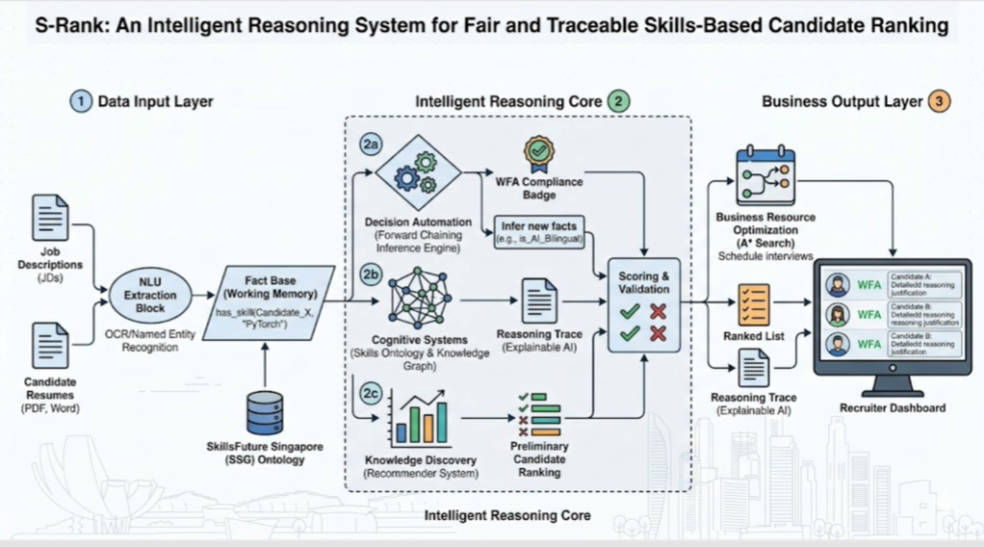 S-Rank: An Intelligent Reasoning System for Fair and Traceable Skills-Based Candidate Ranking
1 Data Input Layer
Job
Descriptions
(JDs)
Candidate
Resumes
(PDF, Word)
NLU
Extraction
Block
OCR/Named Entity
Recognition
Fact Base
(Working Memory)
has_skill(Candidate_X,
"PyTorch")
SkillsFuture Singapore
(SSG) Ontology
Intelligent Reasoning Core 2
2a
Decision Automation
(Forward Chaining
Inference Engine)
WFA Compliance
Badge
Infer new facts
(e.g., is_AI_Bilingual)
2b
Cognitive Systems
(Skills Ontology & Knowledge
Graph)
Reasoning Trace
(Explainable AI)
2c
Knowledge Discovery
(Recommender System)
Preliminary
Candidate
Ranking
Scoring &
Validation
Intelligent Reasoning Core
Business Output Layer 3
Business Resource
Optimization
(A* Search)
Schedule interviews
Ranked List
Reasoning Trace
(Explainable AI)
WFA
Candidate A:
Detailedd reasoning
justification
WFA
Candidate B:
Detailedd reasoning
reasoning justification
WFA
Candidate B:
Detailedd reasoning
justification
Recruiter Dashboard